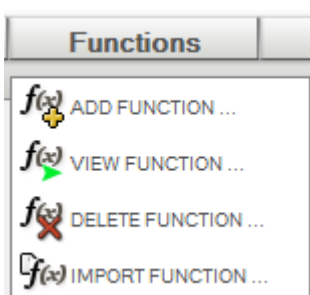 Functions
f(x) ADD FUNCTION ...
f(x) VIEW FUNCTION ...
f(x) DELETE FUNCTION ...
f(x) IMPORT FUNCTION ...